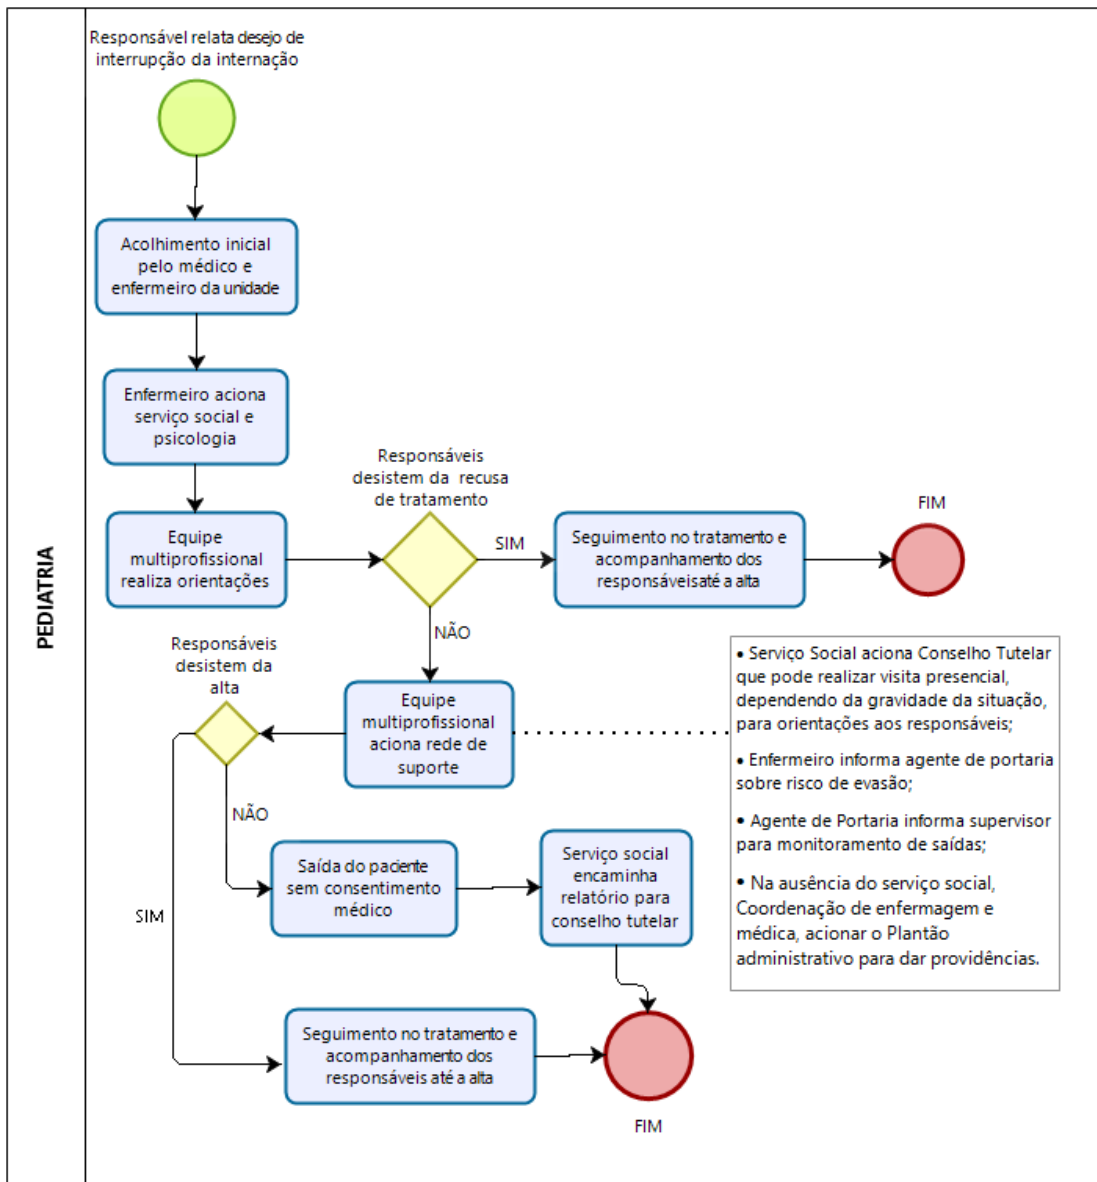 PEDIATRIA
Responsável relata desejo de
interrupção da internação
Acolhimento inicial
pelo médico e
enfermeiro da unidade
Enfermeiro aciona
serviço social e
psicologia
Equipe
multiprofissional
realiza orientações
Responsáveis
desistem da recusa
de tratamento
SIM
Seguimento no tratamento e
acompanhamento dos
responsáveisaté a alta
FIM
NÃO
Equipe
multiprofissional
aciona rede de
suporte
• Serviço Social aciona Conselho Tutelar
que pode realizar visita presencial,
dependendo da gravidade da situação,
para orientações aos responsáveis;
• Enfermeiro informa agente de portaria
sobre risco de evasão;
• Agente de Portaria informa supervisor
para monitoramento de saídas;
• Na ausência do serviço social,
Coordenação de enfermagem e
médica, acionar o Plantão
administrativo para dar providências.
Responsáveis
desistem da
alta
NÃO
Saída do paciente
sem consentimento
médico
Serviço social
encaminha
relatório para
conselho tutelar
SIM
Seguimento no tratamento e
acompanhamento dos
responsáveis até a alta
FIM